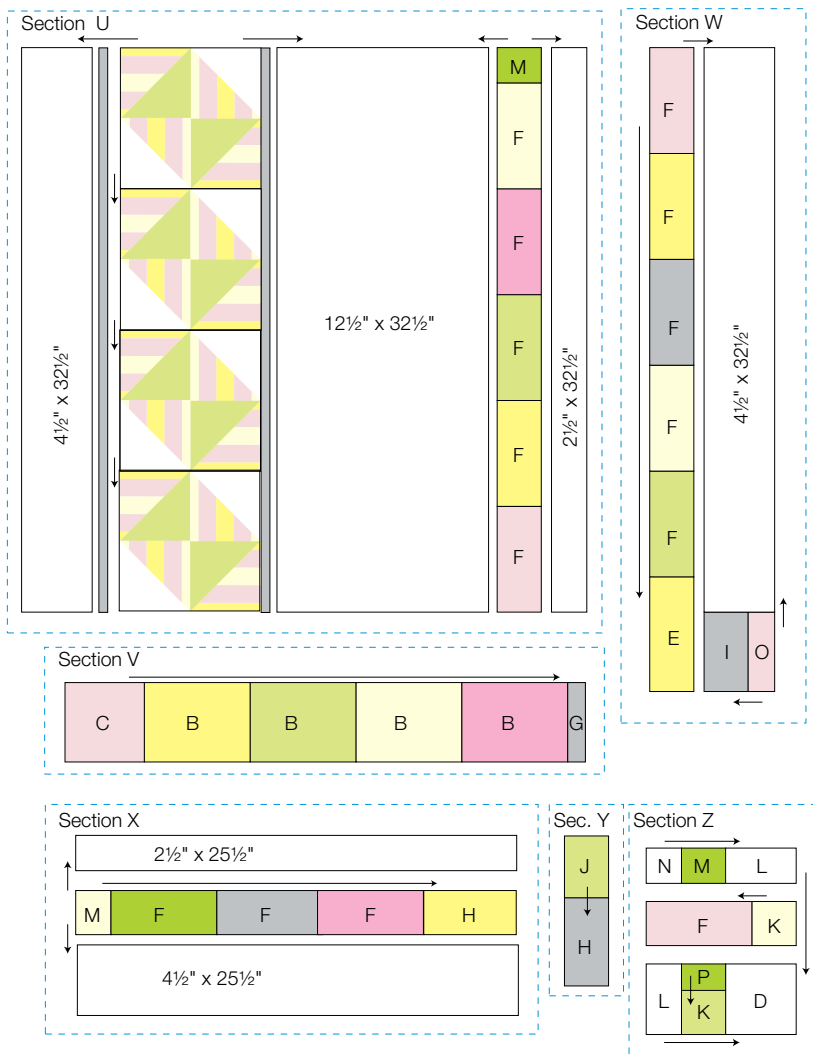 Section U
4½" x 32½"
12½" x 32½"
M
F
F
F
F
F
2½" x 32½"
Section W
F
F
F
F
F
E
4½" x 32½"
I O
Section V
C B B B B G
Section X
2½" x 25½"
M F F F H
4½" x 25½"
Sec. Y
J
H
Section Z
N M L
F K
L P K D